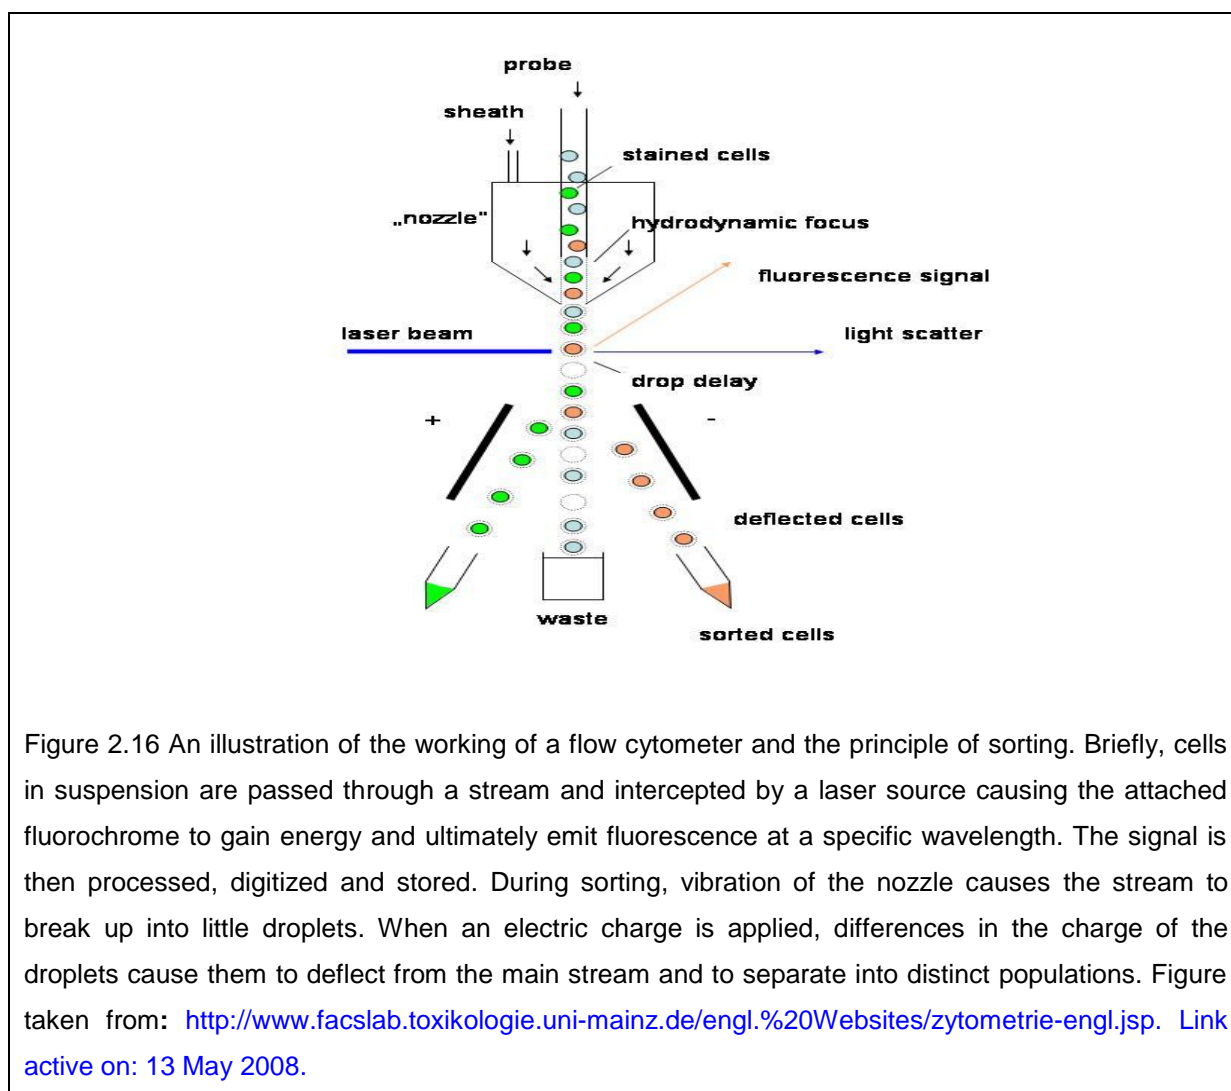 probe
sheath
stained cells
„nozzle"
hydrodynamic focus
fluorescence signal
laser beam
light scatter
drop delay
+
-
deflected cells
waste
sorted cells
Figure 2.16 An illustration of the working of a flow cytometer and the principle of sorting. Briefly, cells
in suspension are passed through a stream and intercepted by a laser source causing the attached
fluorochrome to gain energy and ultimately emit fluorescence at a specific wavelength. The signal is
then processed, digitized and stored. During sorting, vibration of the nozzle causes the stream to
break up into little droplets. When an electric charge is applied, differences in the charge of the
droplets cause them to deflect from the main stream and to separate into distinct populations. Figure
taken from: http://www.facslab.toxikologie.uni-mainz.de/engl.%20Websites/zytometrie-engl.jsp. Link
active on: 13 May 2008.